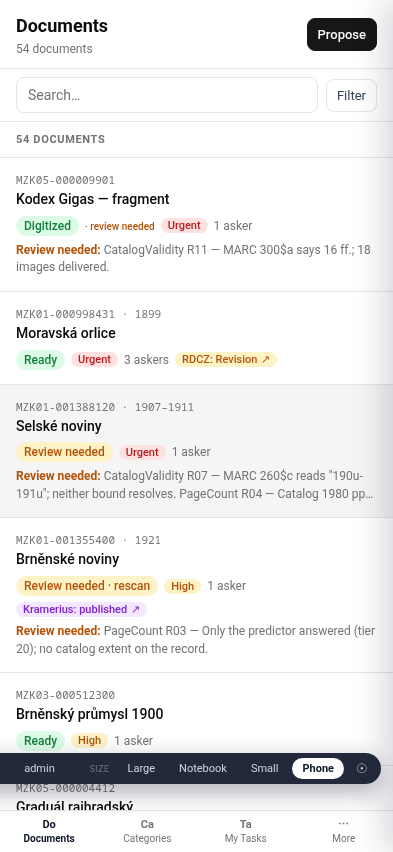 Documents
54 documents
Propose
Search…
Filter
54 DOCUMENTS
MZK05-000009901
Kodex Gigas — fragment
Digitized · review needed Urgent 1 asker
Review needed: CatalogValidity R11 — MARC 300$a says 16 ff.; 18
images delivered.
MZK01-000998431 · 1899
Moravská orlice
Ready Urgent 3 askers RDCZ: Revision ↗
MZK01-001388120 · 1907–1911
Selské noviny
Review needed Urgent 1 asker
Review needed: CatalogValidity R07 — MARC 260$c reads "190u-
191u"; neither bound resolves. PageCount R04 — Catalog 1980 pp…
MZK01-001355400 · 1921
Brněnské noviny
Review needed · rescan High 1 asker
Kramerius: published ↗
Review needed: PageCount R03 — Only the predictor answered (tier
20); no catalog extent on the record.
MZK03-000512300
Brněnský průmysl 1900
Ready High 1 asker
admin SIZE Large Notebook Small Phone
MZK05-000004412
Graduál rajhradský
Do Ca Ta ···
Documents Categories My Tasks More